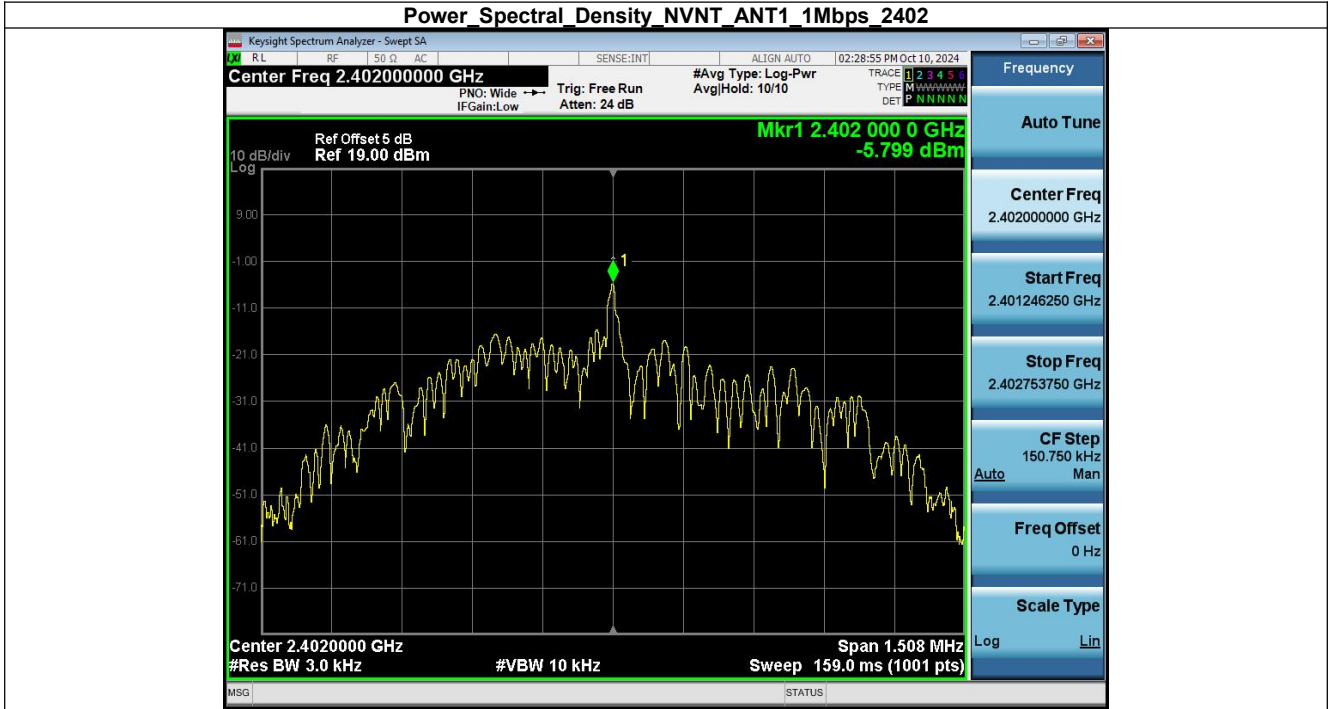 Power_Spectral_Density_NVNT_ANT1_1Mbps_2402
Keysight Spectrum Analyzer - Swept SA
LXI RL RF 50 Ω AC SENSE:INT ALIGN AUTO 02:28:55 PM Oct 10, 2024
Center Freq 2.402000000 GHz
PNO: Wide
IFGain:Low
Trig: Free Run
Atten: 24 dB
#Avg Type: Log-Pwr
Avg|Hold: 10/10
TRACE 1 2 3 4 5 6
TYPE M WWWWW
DET P N N N N N
Mkr1 2.402 000 0 GHz
-5.799 dBm
Ref Offset 5 dB
10 dB/div Ref 19.00 dBm
Log
9.00
-1.00
-11.0
-21.0
-31.0
-41.0
-51.0
-61.0
-71.0
1
Center 2.4020000 GHz Span 1.508 MHz
#Res BW 3.0 kHz #VBW 10 kHz Sweep 159.0 ms (1001 pts)
MSG STATUS
Frequency
Auto Tune
Center Freq
2.402000000 GHz
Start Freq
2.401246250 GHz
Stop Freq
2.402753750 GHz
CF Step
150.750 kHz
Auto Man
Freq Offset
0 Hz
Scale Type
Log Lin